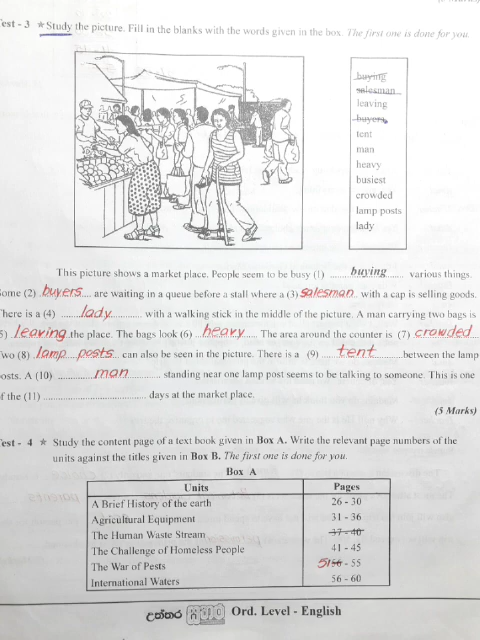 (5 Marks)
est - 3 ★ Study the picture. Fill in the blanks with the words given in the box. The first one is done for you.
buying
salesman
leaving
buyers
tent
man
heavy
busiest
crowded
lamp posts
lady
This picture shows a market place. People seem to be busy (1) ......... buying ......... various things.
ome (2) .. buyers .... are waiting in a queue before a stall where a (3) salesman.. with a cap is selling goods.
There is a (4) ........ lady ............ with a walking stick in the middle of the picture. A man carrying two bags is
5) leaving the place. The bags look (6) .. heavy ... The area around the counter is (7) crowded
Two (8) lamp posts.. can also be seen in the picture. There is a (9) .... tent ........between the lamp
osts. A (10) ......... man ......... standing near one lamp post seems to be talking to someone. This is one
f the (11) ........................ days at the market place.
(5 Marks)
est - 4 ★ Study the content page of a text book given in Box A. Write the relevant page numbers of the
units against the titles given in Box B. The first one is done for you.
Box A
Units Pages
A Brief History of the earth 26 - 30
Agricultural Equipment 31 - 36
The Human Waste Stream 37 - 40
The Challenge of Homeless People 41 - 45
The War of Pests 5156 - 55
International Waters 56 - 60
උත්තර Ord. Level - English